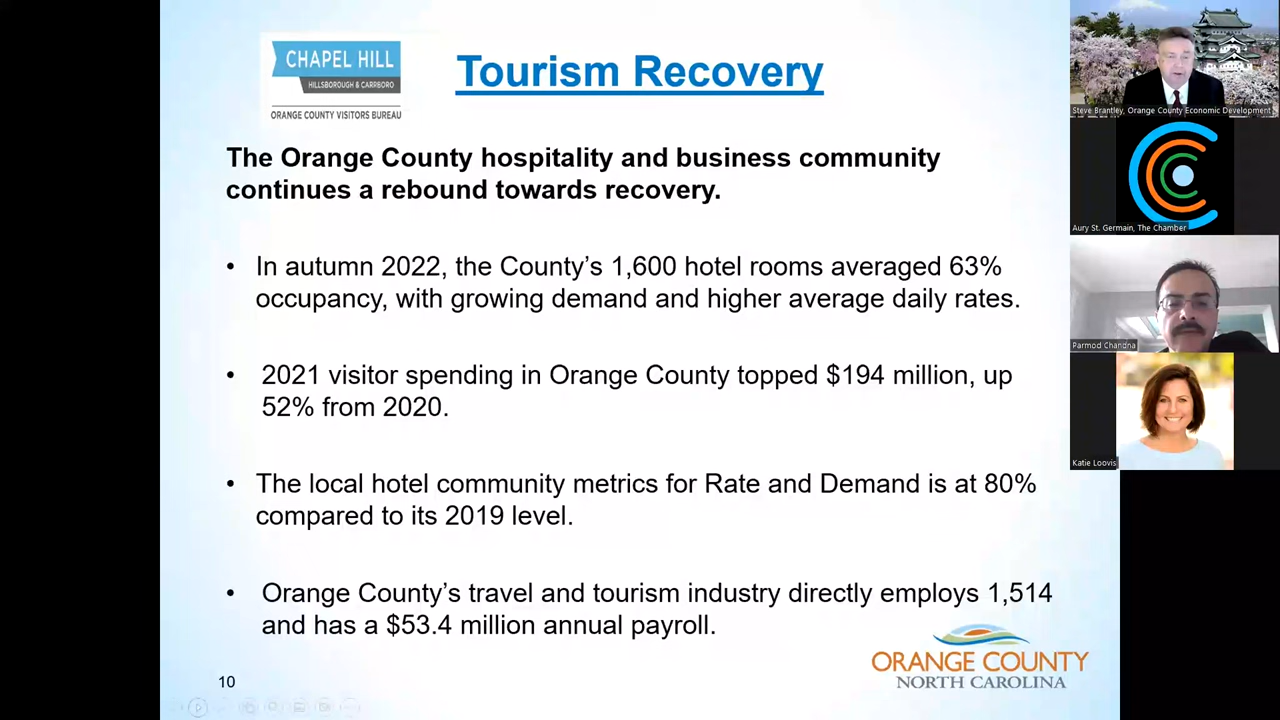 CHAPEL HILL
HILLSBOROUGH & CARRBORO
ORANGE COUNTY VISITORS BUREAU
Tourism Recovery
The Orange County hospitality and business community
continues a rebound towards recovery.
• In autumn 2022, the County’s 1,600 hotel rooms averaged 63%
occupancy, with growing demand and higher average daily rates.
• 2021 visitor spending in Orange County topped $194 million, up
52% from 2020.
• The local hotel community metrics for Rate and Demand is at 80%
compared to its 2019 level.
• Orange County’s travel and tourism industry directly employs 1,514
and has a $53.4 million annual payroll.
10
ORANGE COUNTY
NORTH CAROLINA
Steve Brantley, Orange County Economic Development
Aury St. Germain, The Chamber
Parmod Chandna
Katie Loovis